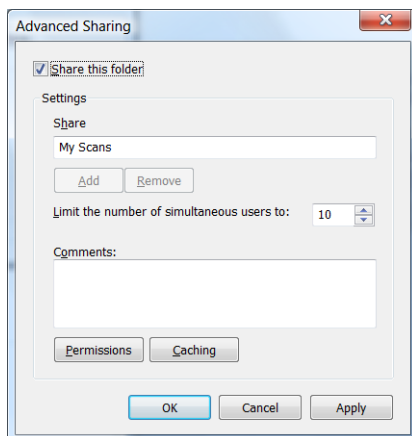 Advanced Sharing
Share this folder
Settings
Share
My Scans
Add Remove
Limit the number of simultaneous users to: 10
Comments:
Permissions Caching
OK Cancel Apply